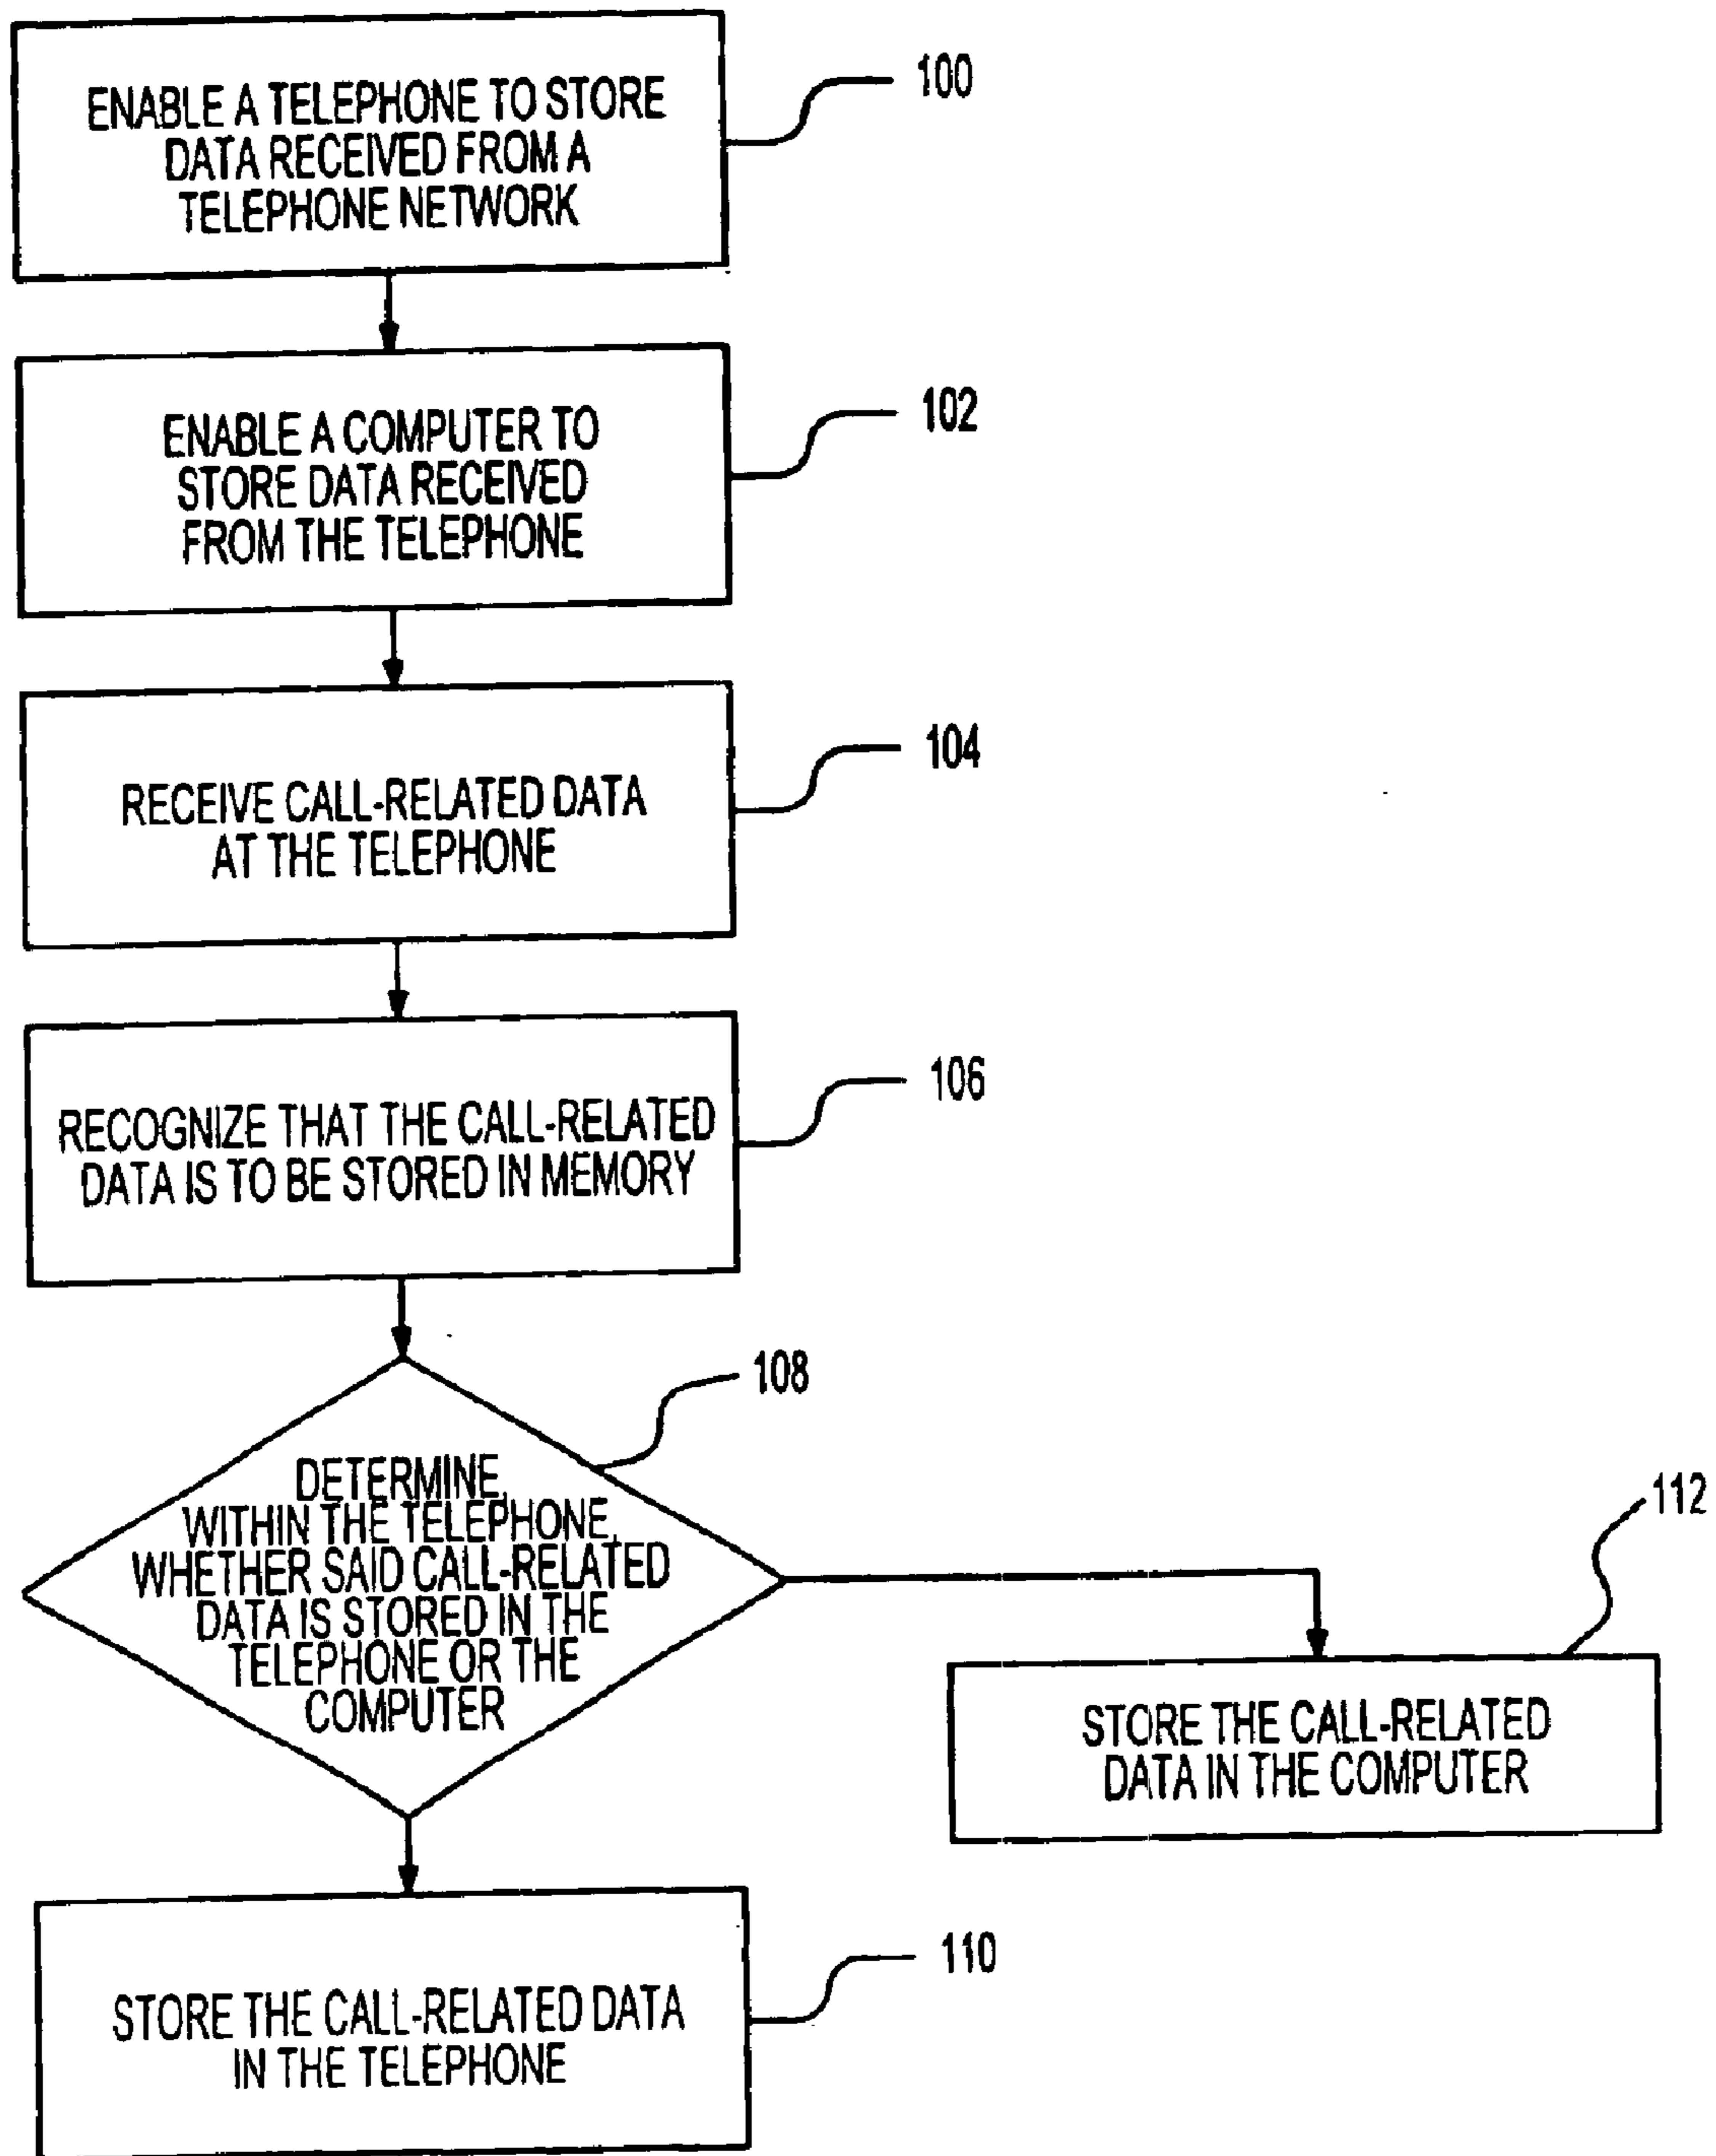 ENABLE A TELEPHONE TO STORE
DATA RECEIVED FROM A
TELEPHONE NETWORK
100
ENABLE A COMPUTER TO
STORE DATA RECEIVED
FROM THE TELEPHONE
102
RECEIVE CALL-RELATED DATA
AT THE TELEPHONE
104
RECOGNIZE THAT THE CALL-RELATED
DATA IS TO BE STORED IN MEMORY
106
DETERMINE,
WITHIN THE TELEPHONE,
WHETHER SAID CALL-RELATED
DATA IS STORED IN THE
TELEPHONE OR THE
COMPUTER
108
STORE THE CALL-RELATED
DATA IN THE COMPUTER
112
STORE THE CALL-RELATED DATA
IN THE TELEPHONE
110